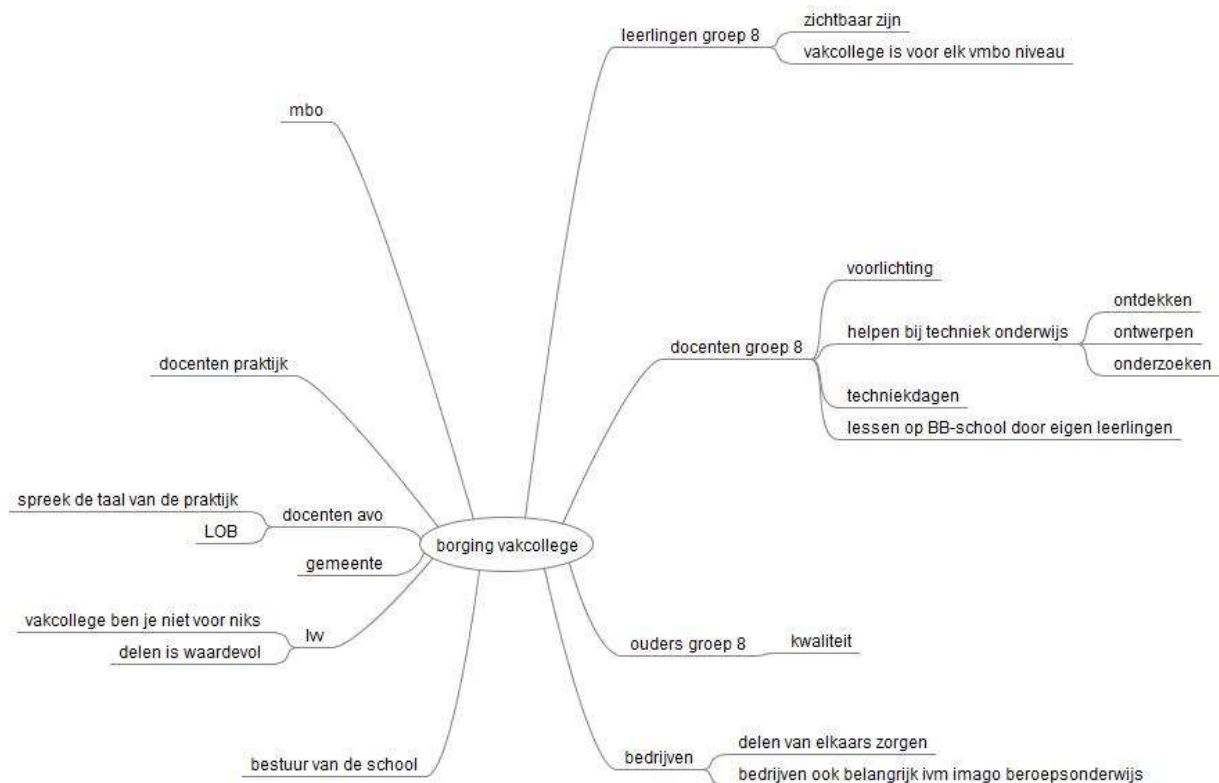 zichtbaar zijn
leerlingen groep 8
vakcollege is voor elk vmbo niveau
mbo
voorlichting
ontdekken
helpen bij techniek onderwijs
ontwerpen
docenten groep 8
onderzoeken
docenten praktijk
techniekdagen
lessen op BB-school door eigen leerlingen
spreek de taal van de praktijk
docenten avo
LOB
borging vakcollege
gemeente
vakcollege ben je niet voor niks
lvv
delen is waardevol
ouders groep 8
kwaliteit
bestuur van de school
bedrijven
delen van elkaars zorgen
bedrijven ook belangrijk ivm imago beroepsonderwijs